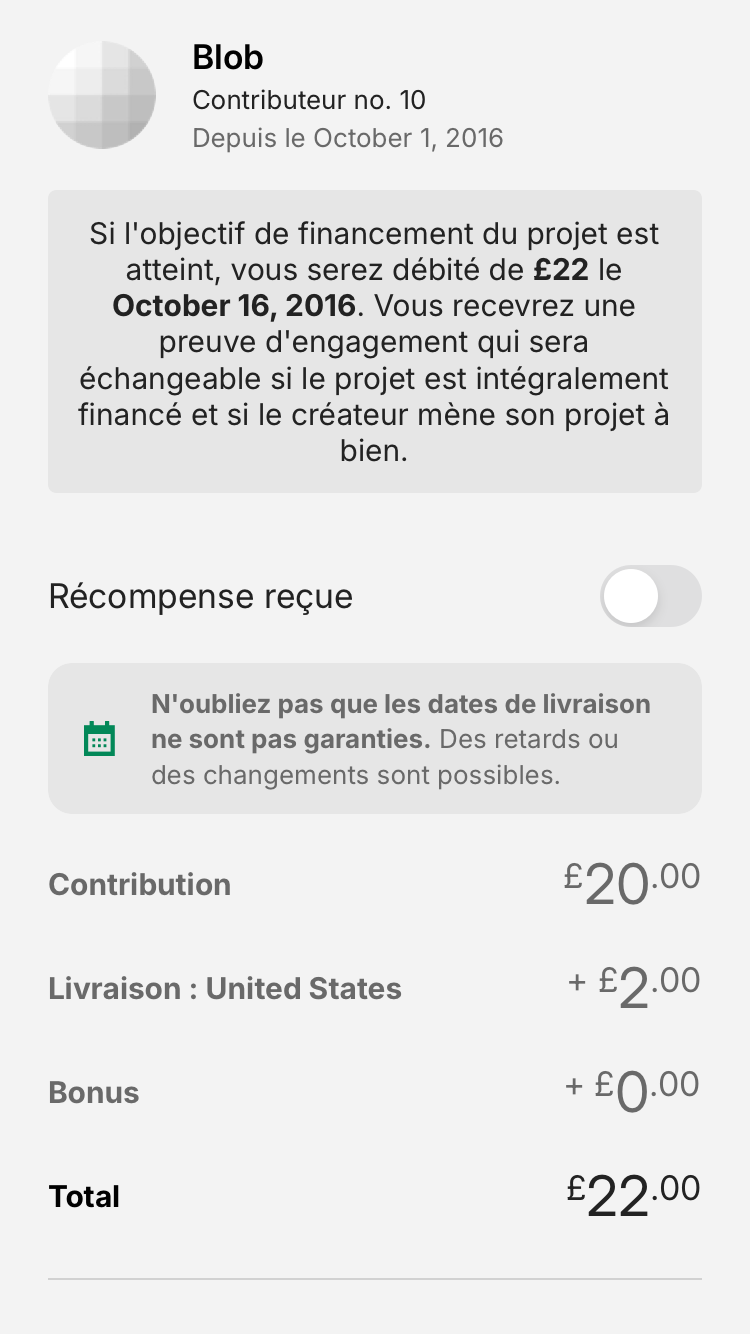 Blob
Contributeur no. 10
Depuis le October 1, 2016
Si l'objectif de financement du projet est
atteint, vous serez débité de £22 le
October 16, 2016. Vous recevrez une
preuve d'engagement qui sera
échangeable si le projet est intégralement
financé et si le créateur mène son projet à
bien.
Récompense reçue
N'oubliez pas que les dates de livraison
ne sont pas garanties. Des retards ou
des changements sont possibles.
Contribution £20.00
Livraison : United States + £2.00
Bonus + £0.00
Total £22.00